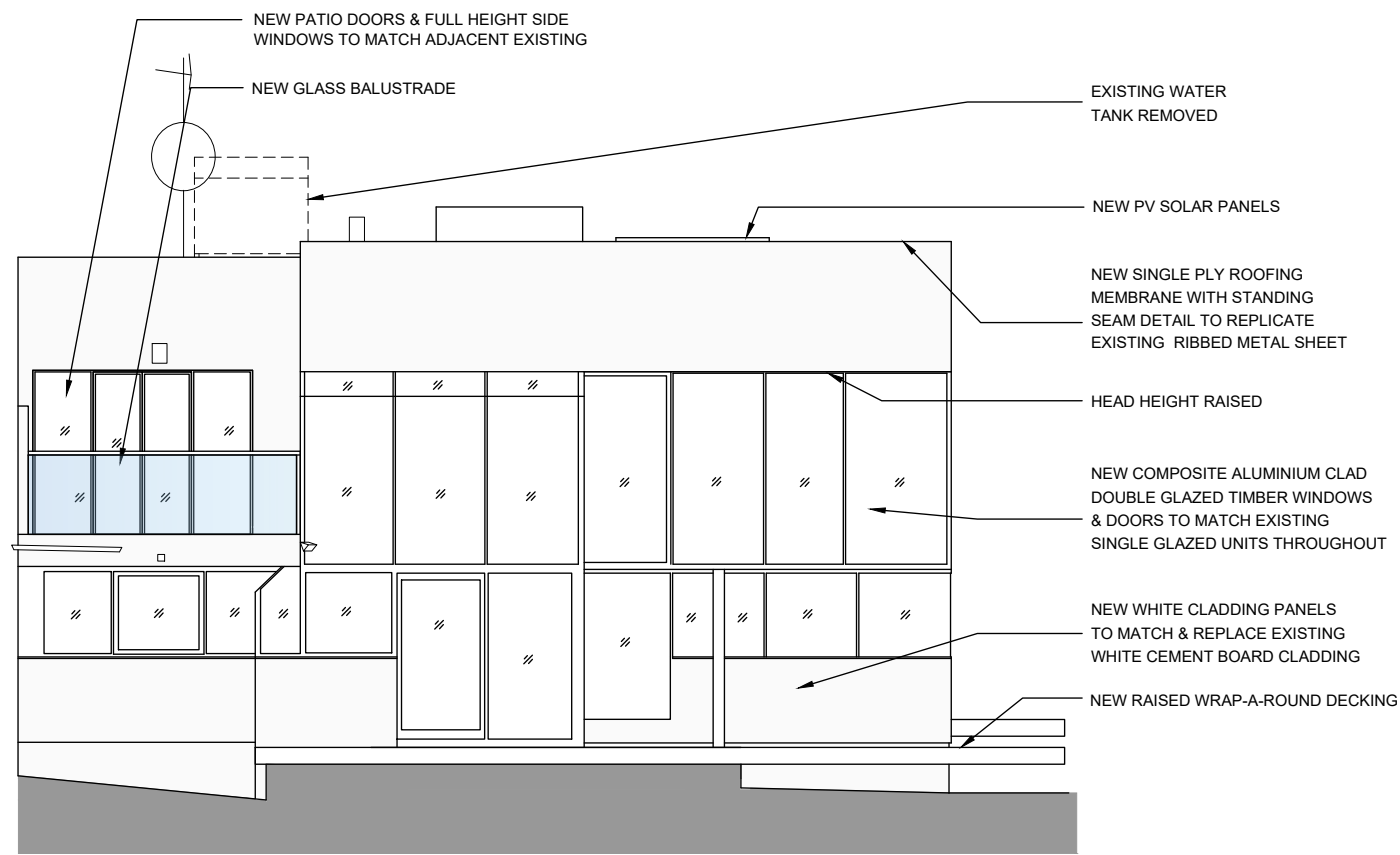 NEW PATIO DOORS & FULL HEIGHT SIDE
WINDOWS TO MATCH ADJACENT EXISTING
NEW GLASS BALUSTRADE
EXISTING WATER
TANK REMOVED
NEW PV SOLAR PANELS
NEW SINGLE PLY ROOFING
MEMBRANE WITH STANDING
SEAM DETAIL TO REPLICATE
EXISTING RIBBED METAL SHEET
HEAD HEIGHT RAISED
NEW COMPOSITE ALUMINIUM CLAD
DOUBLE GLAZED TIMBER WINDOWS
& DOORS TO MATCH EXISTING
SINGLE GLAZED UNITS THROUGHOUT
NEW WHITE CLADDING PANELS
TO MATCH & REPLACE EXISTING
WHITE CEMENT BOARD CLADDING
NEW RAISED WRAP-A-ROUND DECKING